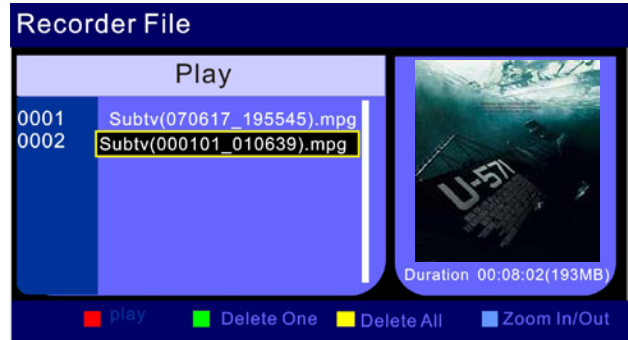 Recorder File
Play
0001 Subtv(070617_195545).mpg
0002 Subtv(000101_010639).mpg
U-571
Duration 00:08:02(193MB)
play Delete One Delete All Zoom In/Out